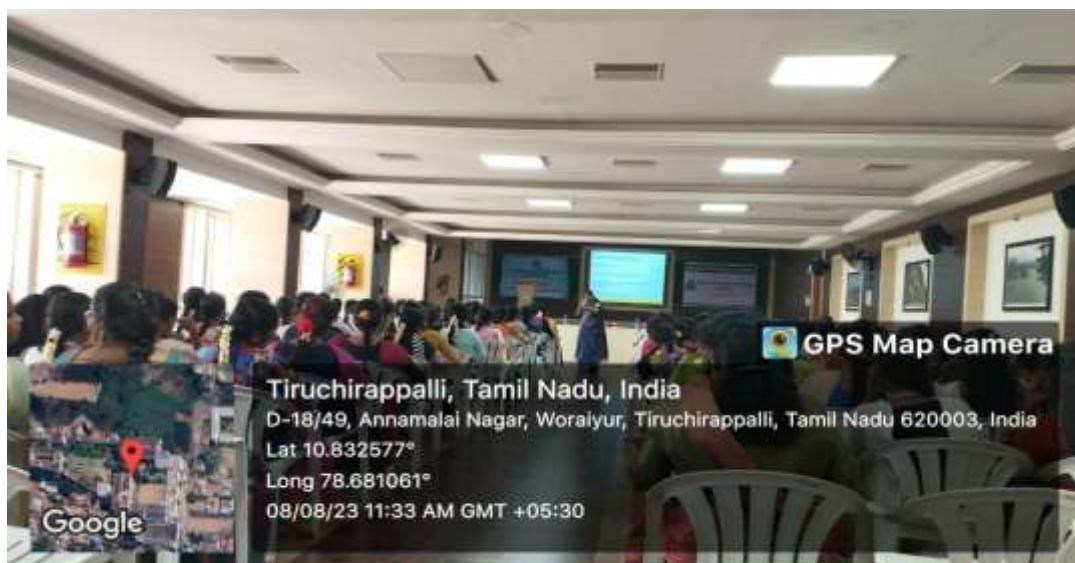 GPS Map Camera
Tiruchirappalli, Tamil Nadu, India
D-18/49, Annamalai Nagar, Woraiyur, Tiruchirappalli, Tamil Nadu 620003, India
Lat 10.832577°
Long 78.681061°
08/08/23 11:33 AM GMT +05:30
Google